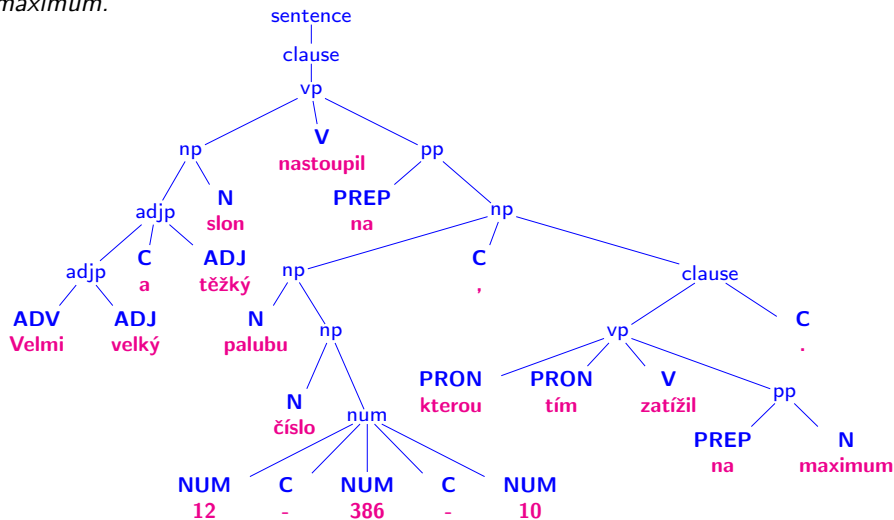 maximum.
sentence
clause
vp
np V pp
nastoupil
adjp N PREP np
slon na
adjp C ADJ np C clause
a těžký ,
ADV ADJ N np vp C
Velmi velký palubu .
N num PRON PRON V pp
číslo kterou tím zatížil
PREP N
na maximum
NUM C NUM C NUM
12 - 386 - 10